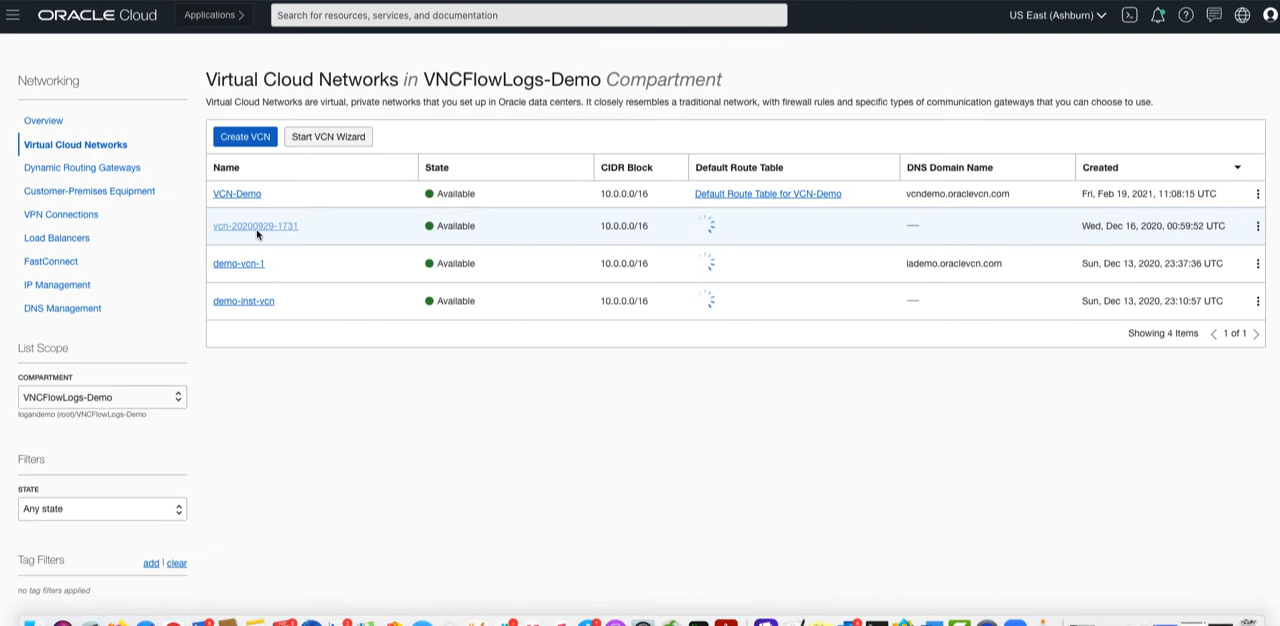 ORACLE Cloud Applications > Search for resources, services, and documentation US East (Ashburn)
Networking
Overview
Virtual Cloud Networks
Dynamic Routing Gateways
Customer-Premises Equipment
VPN Connections
Load Balancers
FastConnect
IP Management
DNS Management
List Scope
COMPARTMENT
VNCFlowLogs-Demo
logandemo (root)/VNCFlowLogs-Demo
Filters
STATE
Any state
Tag Filters add | clear
no tag filters applied
Virtual Cloud Networks in VNCFlowLogs-Demo Compartment
Virtual Cloud Networks are virtual, private networks that you set up in Oracle data centers. It closely resembles a traditional network, with firewall rules and specific types of communication gateways that you can choose to use.
Create VCN Start VCN Wizard
Name State CIDR Block Default Route Table DNS Domain Name Created
VCN-Demo Available 10.0.0.0/16 Default Route Table for VCN-Demo vcndemo.oraclevcn.com Fri, Feb 19, 2021, 11:08:15 UTC
vcn-20200929-1731 Available 10.0.0.0/16 — Wed, Dec 16, 2020, 00:59:52 UTC
demo-vcn-1 Available 10.0.0.0/16 lademo.oraclevcn.com Sun, Dec 13, 2020, 23:37:36 UTC
demo-inst-vcn Available 10.0.0.0/16 — Sun, Dec 13, 2020, 23:10:57 UTC
Showing 4 Items < 1 of 1 >